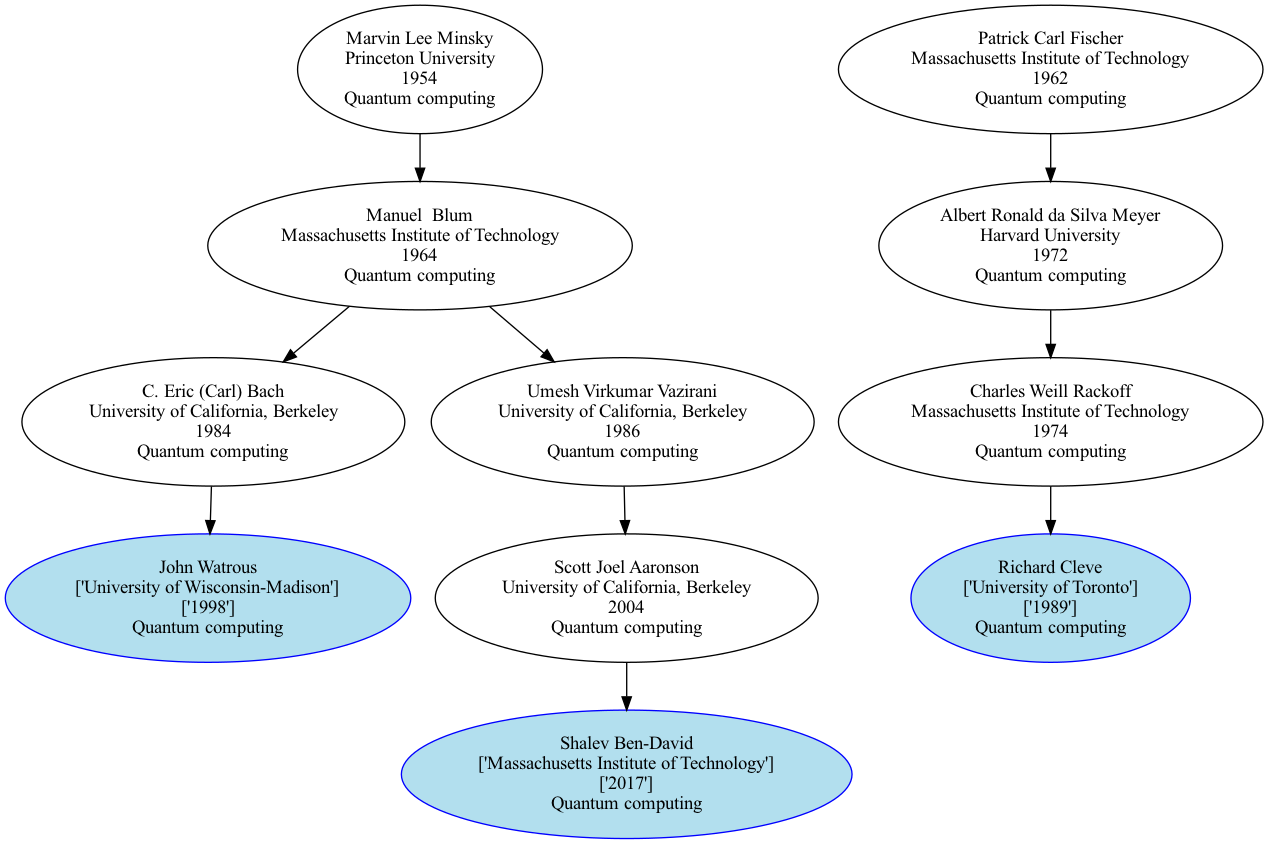 Marvin Lee Minsky
Princeton University
1954
Quantum computing
Patrick Carl Fischer
Massachusetts Institute of Technology
1962
Quantum computing
Manuel  Blum
Massachusetts Institute of Technology
1964
Quantum computing
Albert Ronald da Silva Meyer
Harvard University
1972
Quantum computing
C. Eric (Carl) Bach
University of California, Berkeley
1984
Quantum computing
Umesh Virkumar Vazirani
University of California, Berkeley
1986
Quantum computing
Charles Weill Rackoff
Massachusetts Institute of Technology
1974
Quantum computing
John Watrous
['University of Wisconsin-Madison']
['1998']
Quantum computing
Scott Joel Aaronson
University of California, Berkeley
2004
Quantum computing
Richard Cleve
['University of Toronto']
['1989']
Quantum computing
Shalev Ben-David
['Massachusetts Institute of Technology']
['2017']
Quantum computing